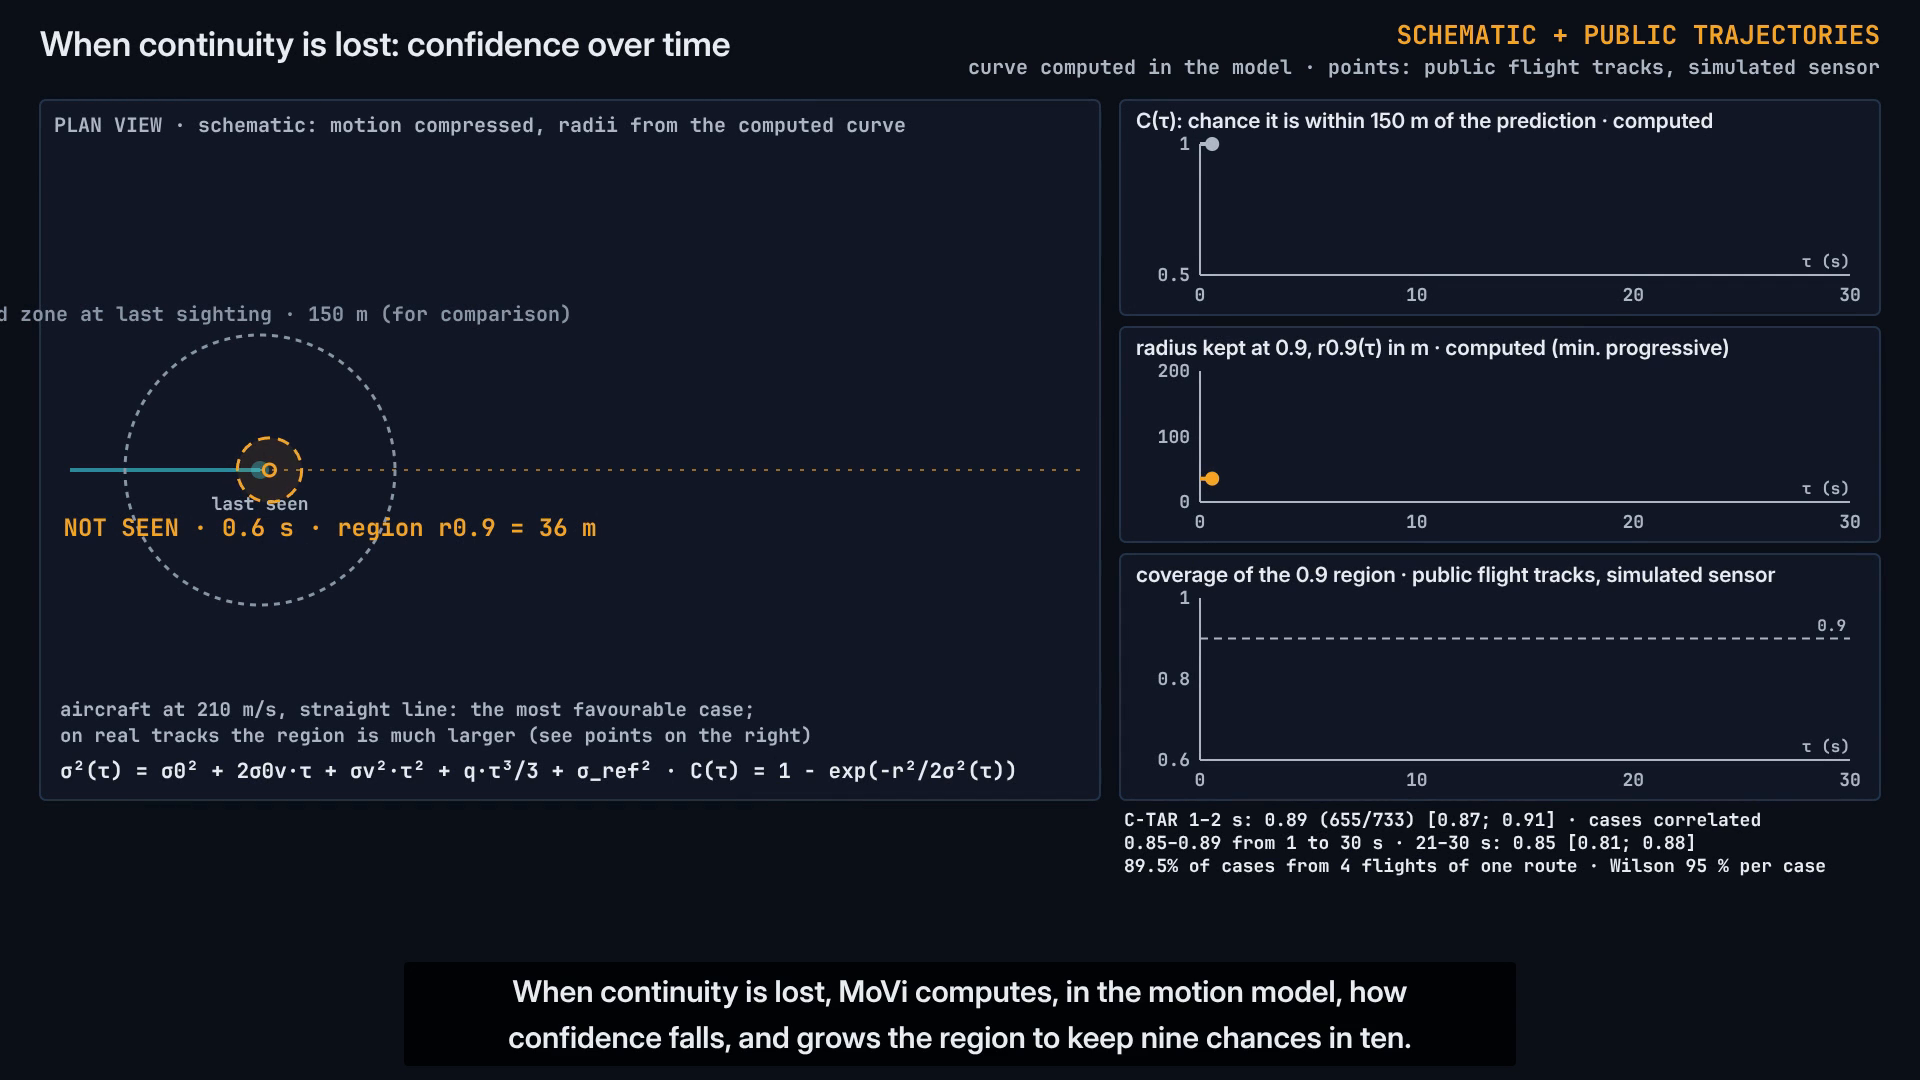 When continuity is lost: confidence over time
SCHEMATIC + PUBLIC TRAJECTORIES
curve computed in the model · points: public flight tracks, simulated sensor
PLAN VIEW · schematic: motion compressed, radii from the computed curve
d zone at last sighting · 150 m (for comparison)
last seen
NOT SEEN · 0.6 s · region r0.9 = 36 m
aircraft at 210 m/s, straight line: the most favourable case;
on real tracks the region is much larger (see points on the right)
σ²(τ) = σ0² + 2σ0v·τ + σv²·τ² + q·τ³/3 + σ_ref² · C(τ) = 1 - exp(-r²/2σ²(τ))
C(τ): chance it is within 150 m of the prediction · computed
1
0.5
τ (s)
0 10 20 30
radius kept at 0.9, r0.9(τ) in m · computed (min. progressive)
200
100
0
τ (s)
0 10 20 30
coverage of the 0.9 region · public flight tracks, simulated sensor
1
0.9
0.8
0.6
τ (s)
0 10 20 30
C-TAR 1–2 s: 0.89 (655/733) [0.87; 0.91] · cases correlated
0.85–0.89 from 1 to 30 s · 21–30 s: 0.85 [0.81; 0.88]
89.5% of cases from 4 flights of one route · Wilson 95 % per case
When continuity is lost, MoVi computes, in the motion model, how
confidence falls, and grows the region to keep nine chances in ten.